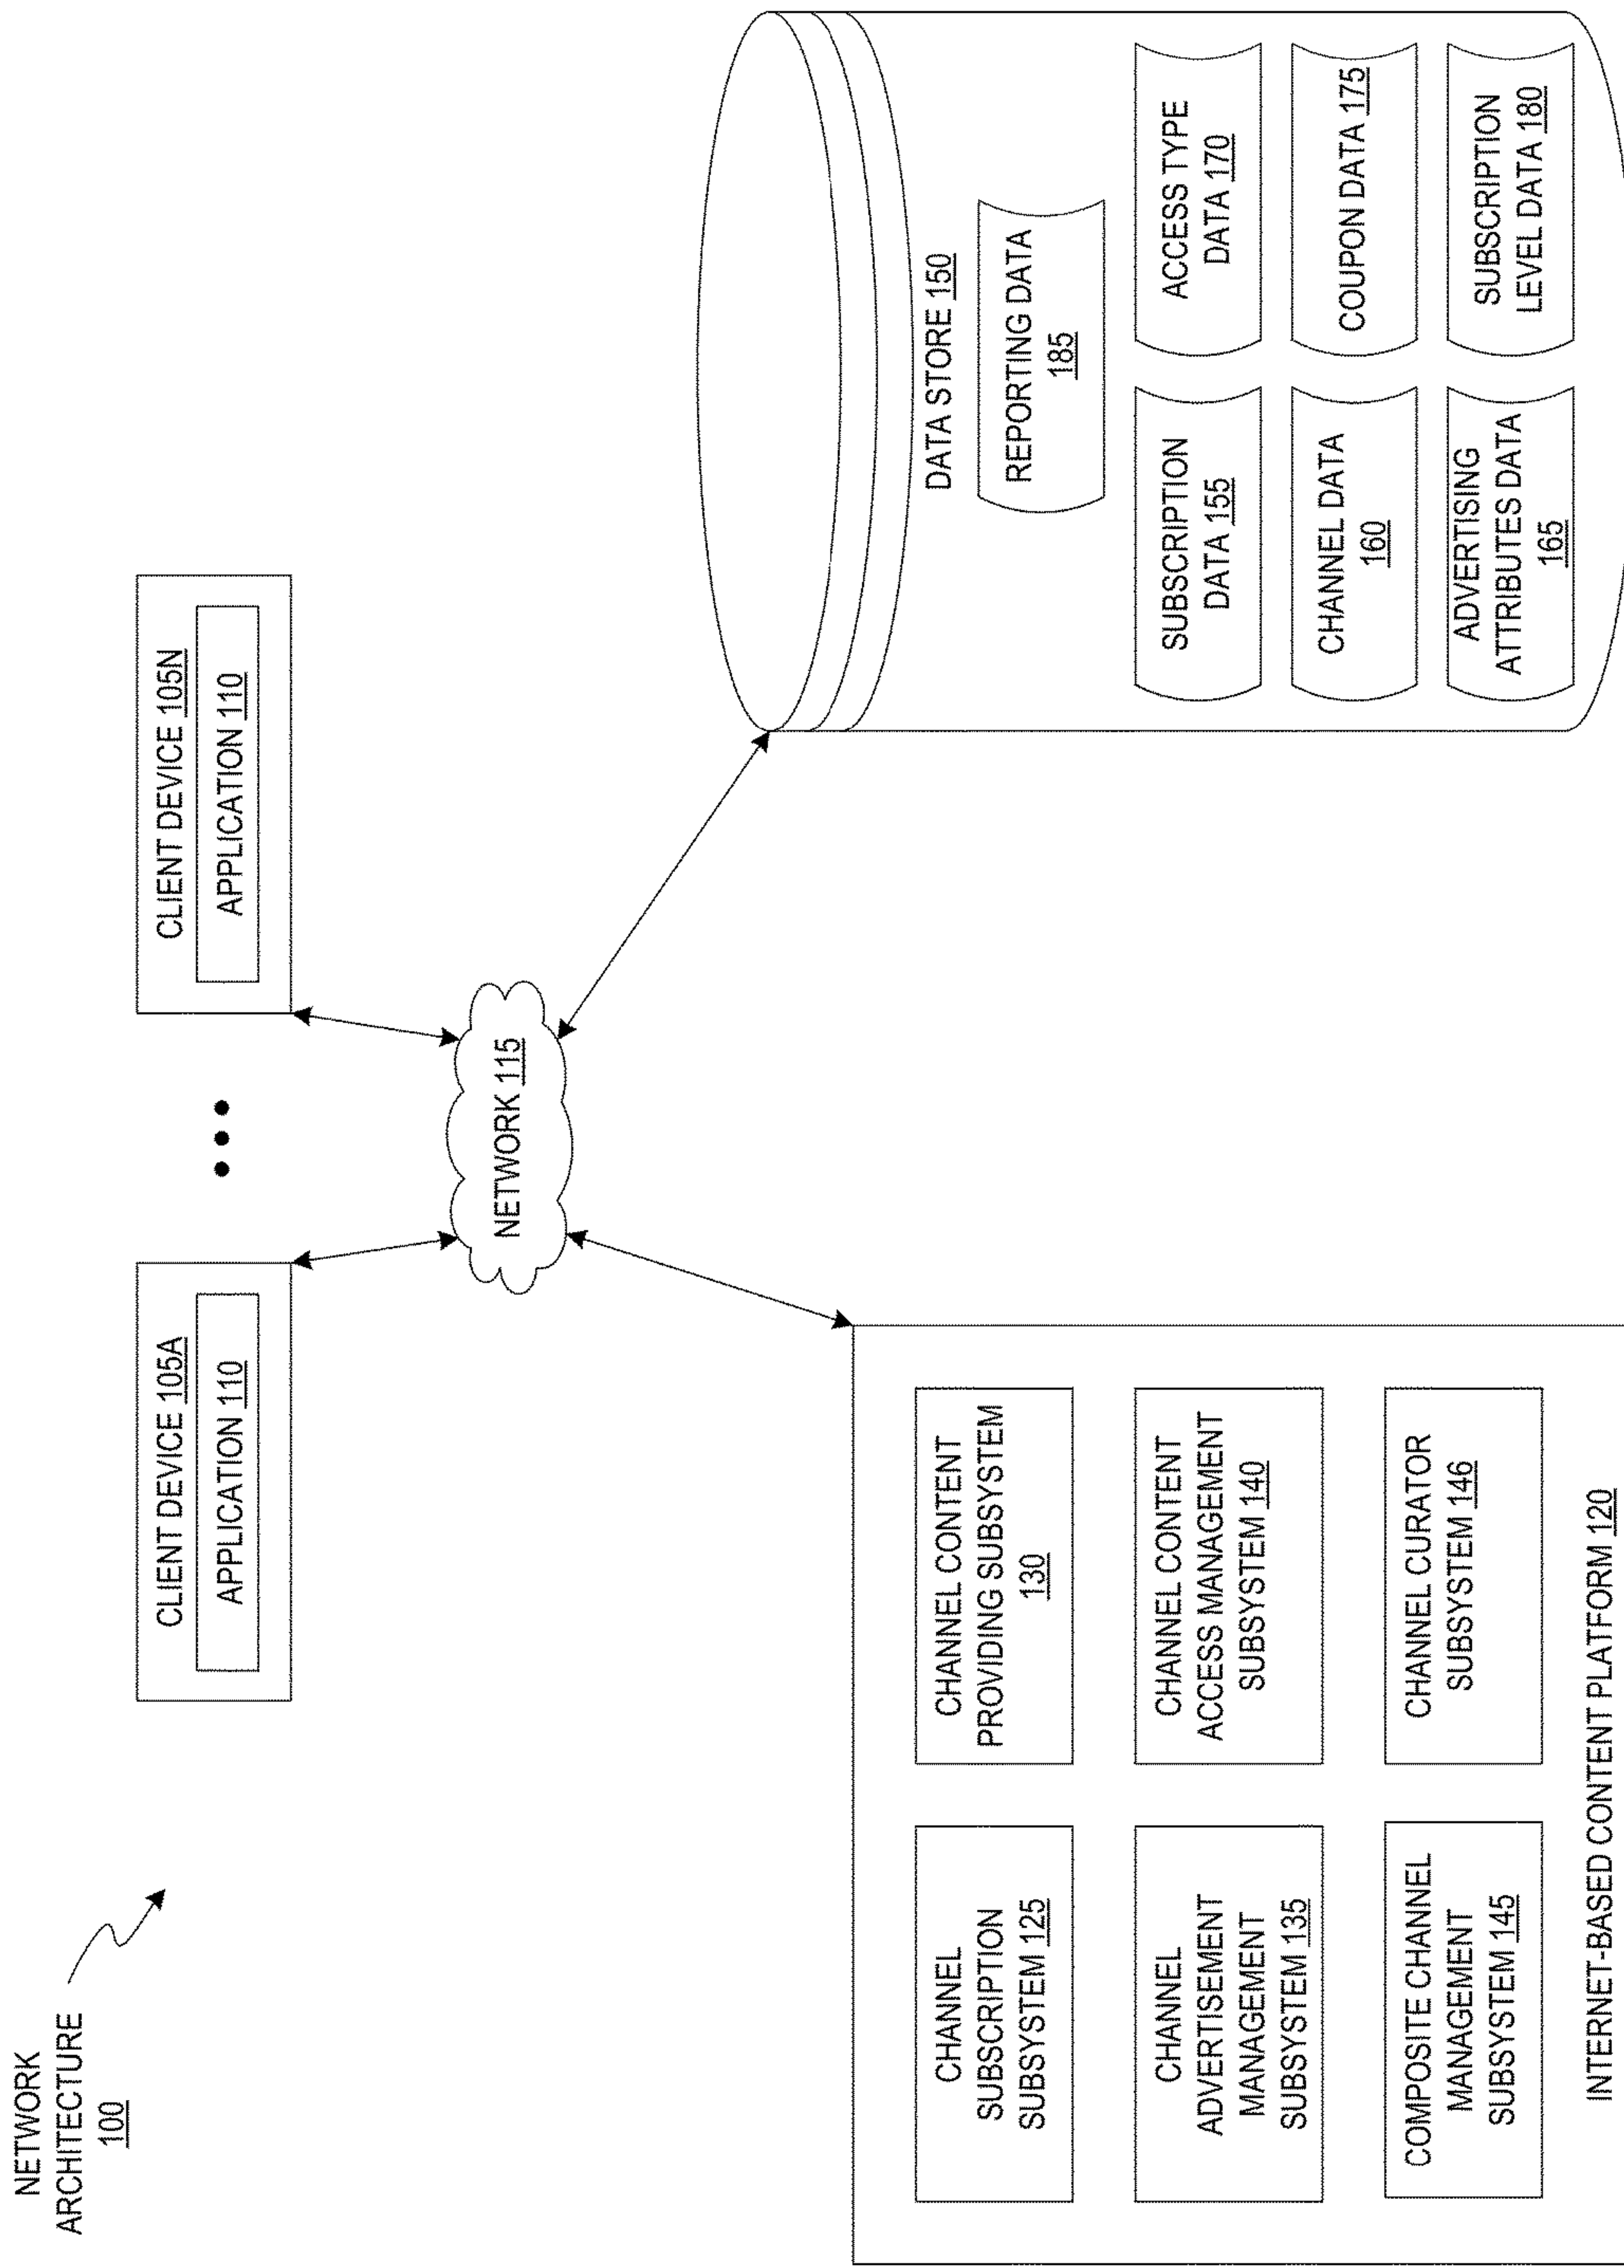 NETWORK
ARCHITECTURE
100
CLIENT DEVICE 105A
APPLICATION 110
CLIENT DEVICE 105N
APPLICATION 110
NETWORK 115
CHANNEL
SUBSCRIPTION
SUBSYSTEM 125
CHANNEL CONTENT
PROVIDING SUBSYSTEM
130
CHANNEL
ADVERTISEMENT
MANAGEMENT
SUBSYSTEM 135
CHANNEL CONTENT
ACCESS MANAGEMENT
SUBSYSTEM 140
COMPOSITE CHANNEL
MANAGEMENT
SUBSYSTEM 145
CHANNEL CURATOR
SUBSYSTEM 146
INTERNET-BASED CONTENT PLATFORM 120
DATA STORE 150
REPORTING DATA
185
SUBSCRIPTION
DATA 155
ACCESS TYPE
DATA 170
CHANNEL DATA
160
COUPON DATA 175
ADVERTISING
ATTRIBUTES DATA
165
SUBSCRIPTION
LEVEL DATA 180